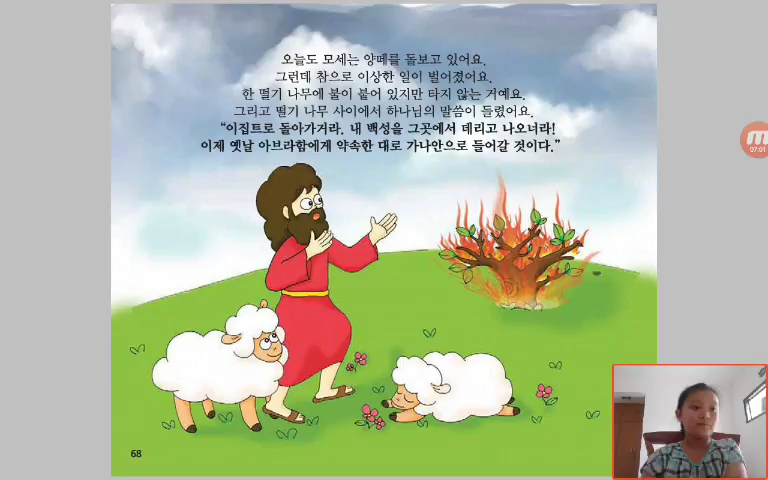 오늘도 모세는 양떼를 돌보고 있어요.
그런데 참으로 이상한 일이 벌어졌어요.
한 떨기 나무에 불이 붙어 있지만 타지 않는 거예요.
그리고 떨기 나무 사이에서 하나님의 말씀이 들렸어요.
“이집트로 돌아가거라. 내 백성을 그곳에서 데리고 나오너라!
이제 옛날 아브라함에게 약속한 대로 가나안으로 들어갈 것이다.”
68
07:01